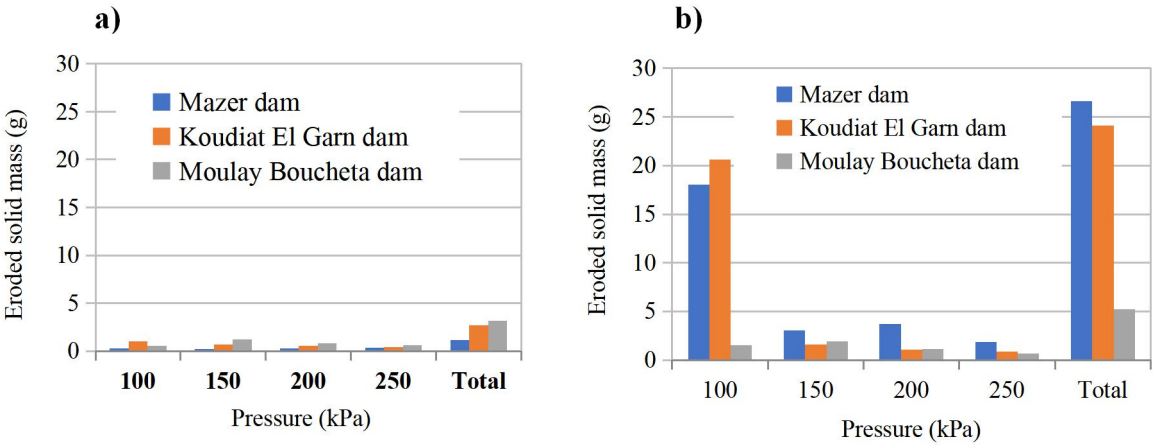 a)
Eroded solid mass (g)
30
25
20
15
10
5
0
Mazer dam
Koudiat El Garn dam
Moulay Boucheta dam
100 150 200 250 Total
Pressure (kPa)
b)
Eroded solid mass (g)
30
25
20
15
10
5
0
Mazer dam
Koudiat El Garn dam
Moulay Boucheta dam
100 150 200 250 Total
Pressure (kPa)